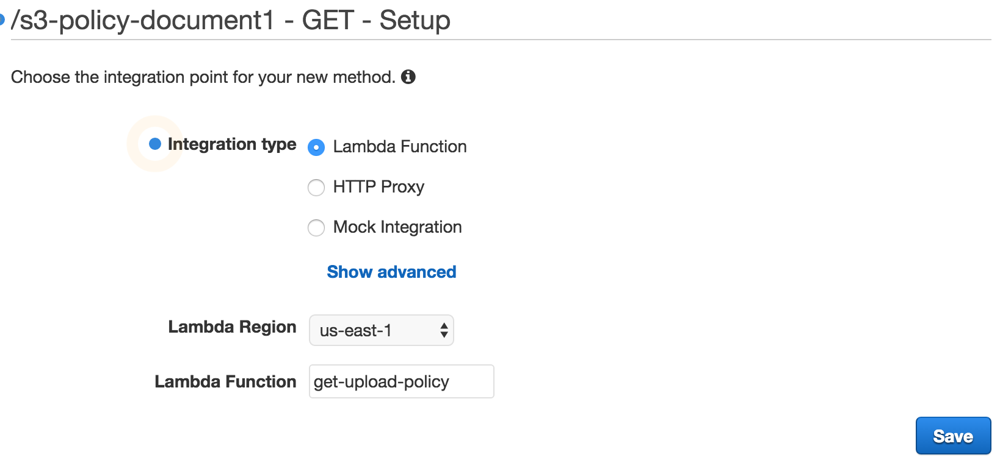 /s3-policy-document1 - GET - Setup
Choose the integration point for your new method.
Integration type
Lambda Function
HTTP Proxy
Mock Integration
Show advanced
Lambda Region
us-east-1
Lambda Function
get-upload-policy
Save